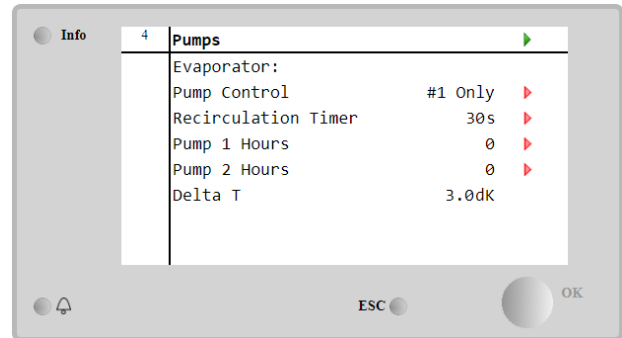 Info
4 Pumps
Evaporator:
Pump Control #1 Only
Recirculation Timer 30s
Pump 1 Hours 0
Pump 2 Hours 0
Delta T 3.0dK
ESC
OK